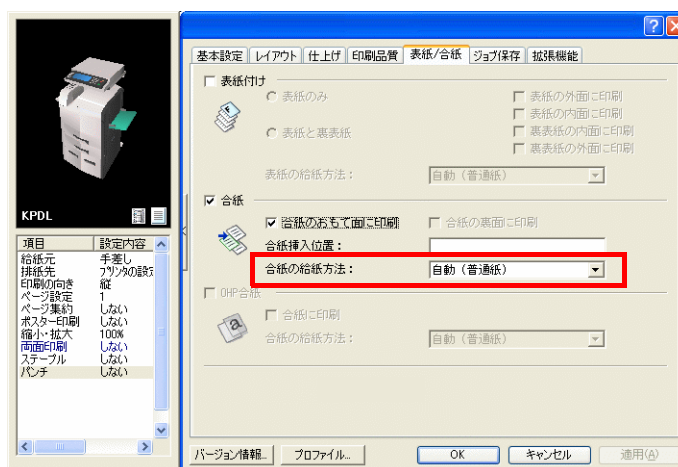 KPDL
項目 設定内容
給紙元 手差し
排紙先 プリンタの設定
印刷の向き 縦
ページ設定 1
ページ集約 しない
ポスター印刷 しない
縮小・拡大 100%
両面印刷 しない
ステープル しない
パンチ しない
基本設定 レイアウト 仕上げ 印刷品質 表紙/合紙 ジョブ保存 拡張機能
表紙付け
表紙のみ
表紙の外面に印刷
表紙の内面に印刷
表紙と裏表紙
裏表紙の内面に印刷
裏表紙の外面に印刷
表紙の給紙方法： 自動（普通紙）
合紙
合紙のおもて面に印刷 合紙の裏面に印刷
合紙挿入位置：
合紙の給紙方法： 自動（普通紙）
OHP合紙
合紙に印刷
合紙の給紙方法： 自動（普通紙）
バージョン情報... プロファイル... OK キャンセル 適用(A)